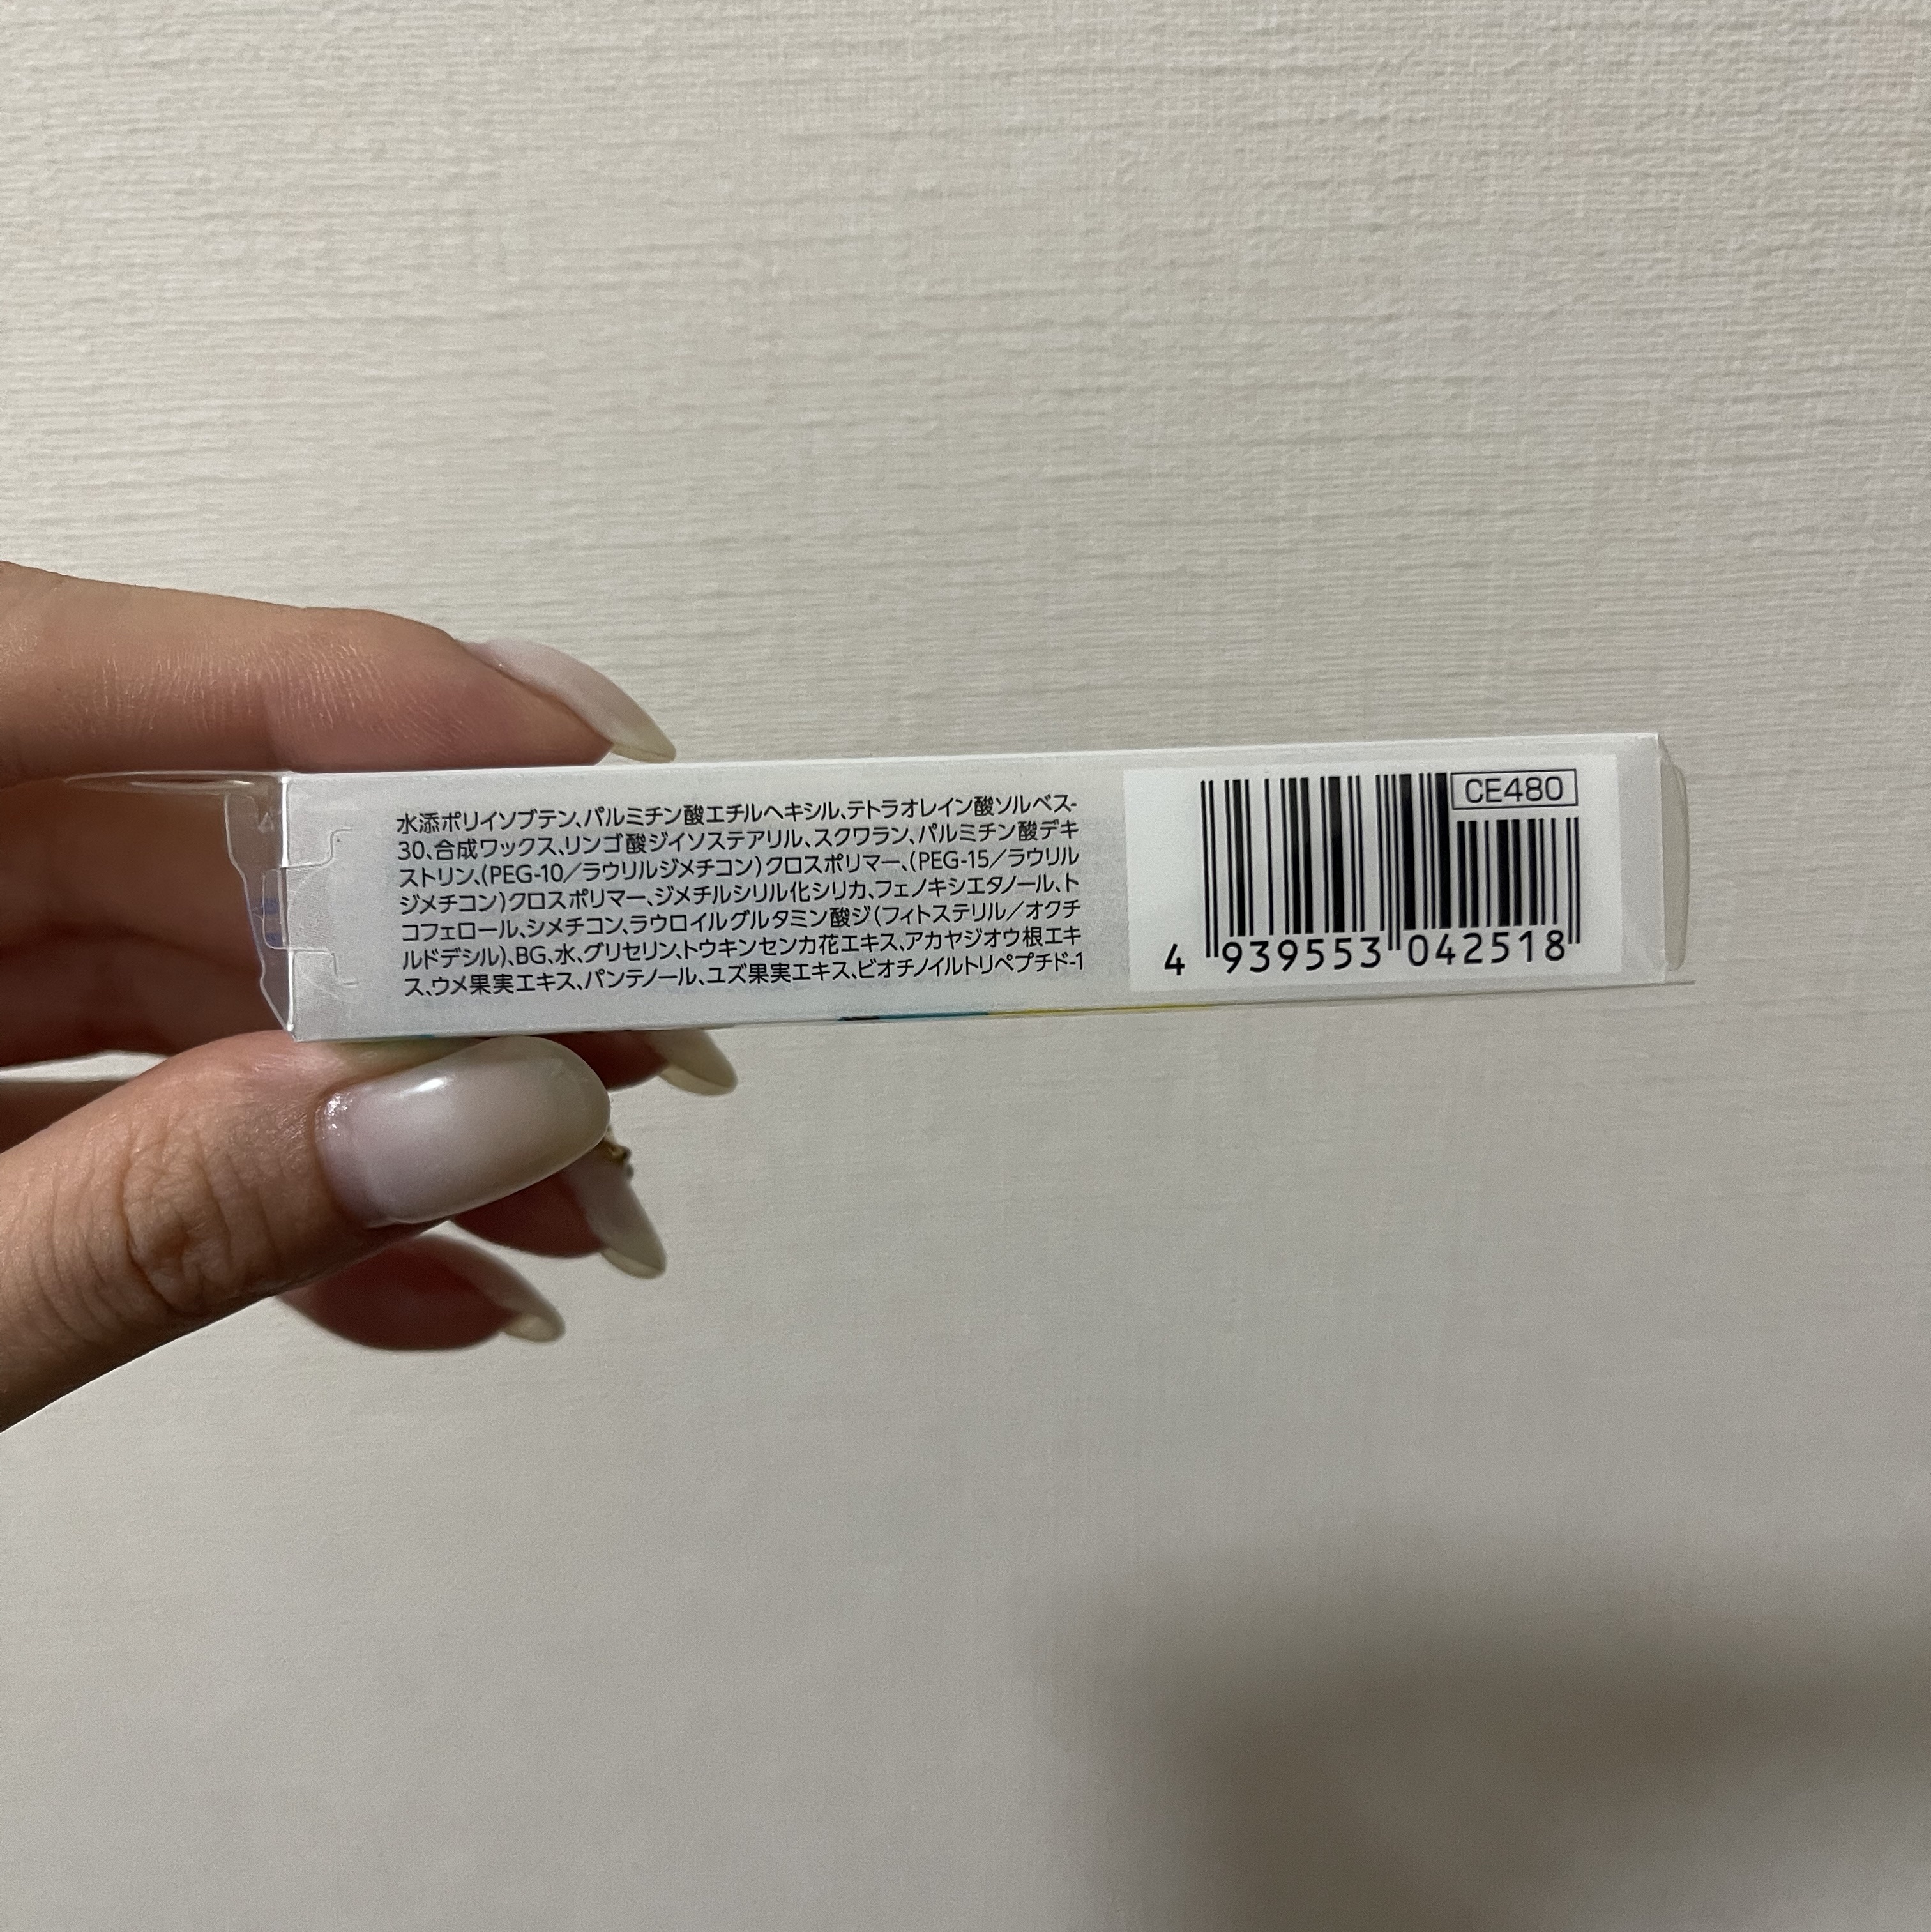 水添ポリイソブテン、パルミチン酸エチルヘキシル、テトラオレイン酸ソルベス-
30、合成ワックス、リンゴ酸ジイソステアリル、スクワラン、パルミチン酸デキ
ストリン、(PEG-10／ラウリルジメチコン)クロスポリマー、(PEG-15／ラウリル
ジメチコン)クロスポリマー、ジメチルシリル化シリカ、フェノキシエタノール、ト
コフェロール、シメチコン、ラウロイルグルタミン酸ジ(フィトステリル／オクチ
ルドデシル)、BG、水、グリセリン、トウキンセンカ花エキス、アカヤジオウ根エキ
ス、ウメ果実エキス、パンテノール、ユズ果実エキス、ビオチノイルトリペプチド-1
CE480
4 939553 042518